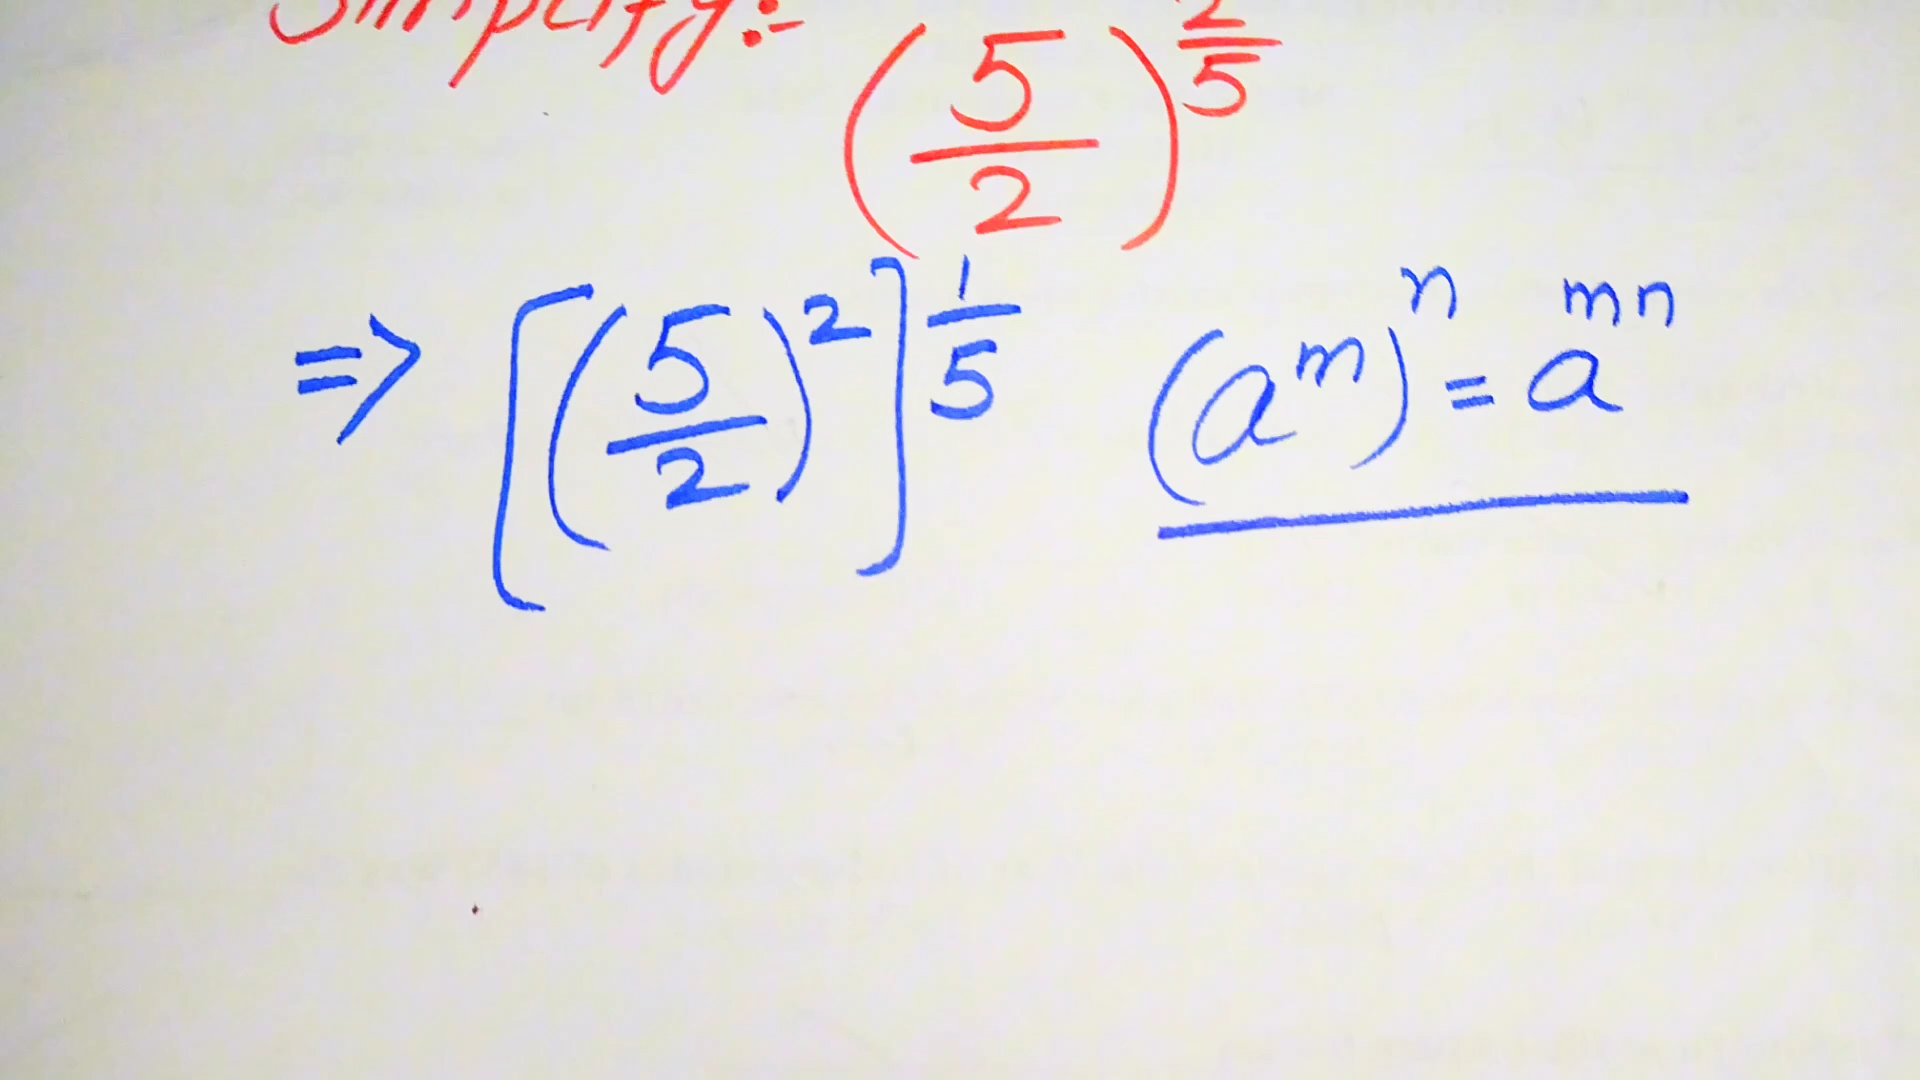 Simplify:- (5/2)^(2/5)
=> [(5/2)^2]^(1/5) (a^m)^n = a^(mn)